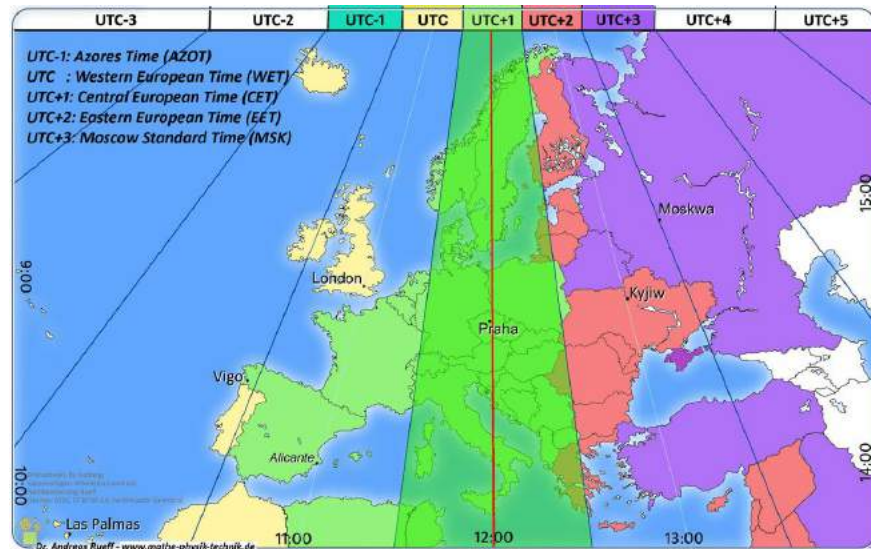 UTC-3 UTC-2 UTC-1 UTC UTC+1 UTC+2 UTC+3 UTC+4 UTC+5
UTC-1: Azores Time (AZOT)
UTC : Western European Time (WET)
UTC+1: Central European Time (CET)
UTC+2: Eastern European Time (EET)
UTC+3: Moscow Standard Time (MSK)
Moskwa
15:00
9:00
London
Kyjiw
Praha
Vigo
Alicante
14:00
10:00
Las Palmas
11:00
12:00
13:00
Dr. Andreas Rueff - www.mathe-physik-technik.de